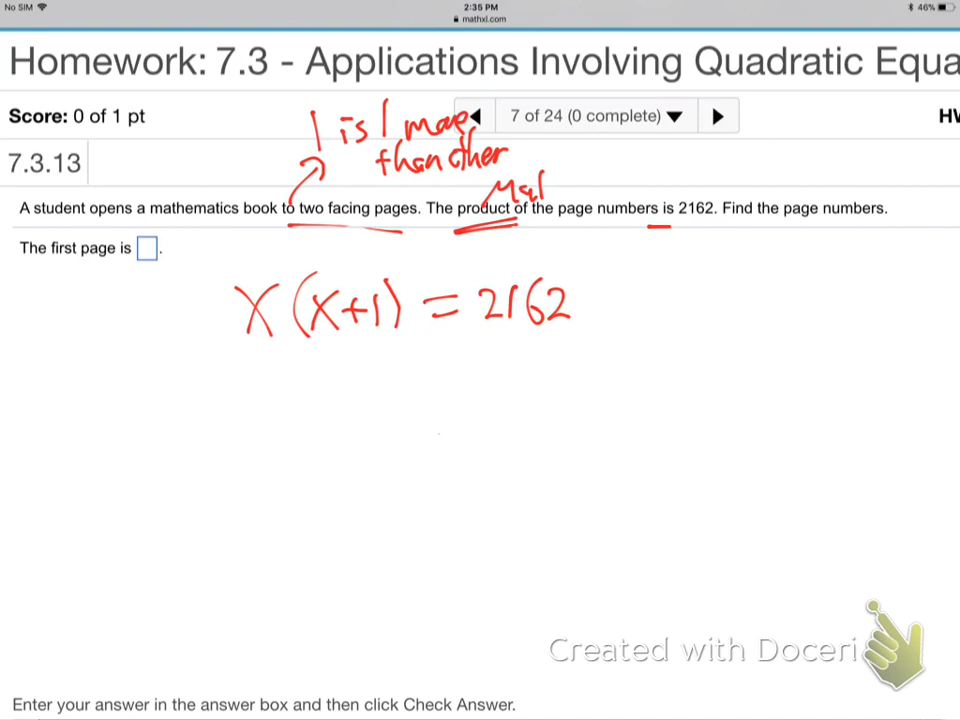 No SIM 2:35 PM 46%
mathxl.com
Homework: 7.3 - Applications Involving Quadratic Equa
Score: 0 of 1 pt 7 of 24 (0 complete) HW
1 is 1 more
than other
7.3.13
Mul
A student opens a mathematics book to two facing pages. The product of the page numbers is 2162. Find the page numbers.
The first page is .
x(x+1) = 2162
Created with Doceri
Enter your answer in the answer box and then click Check Answer.